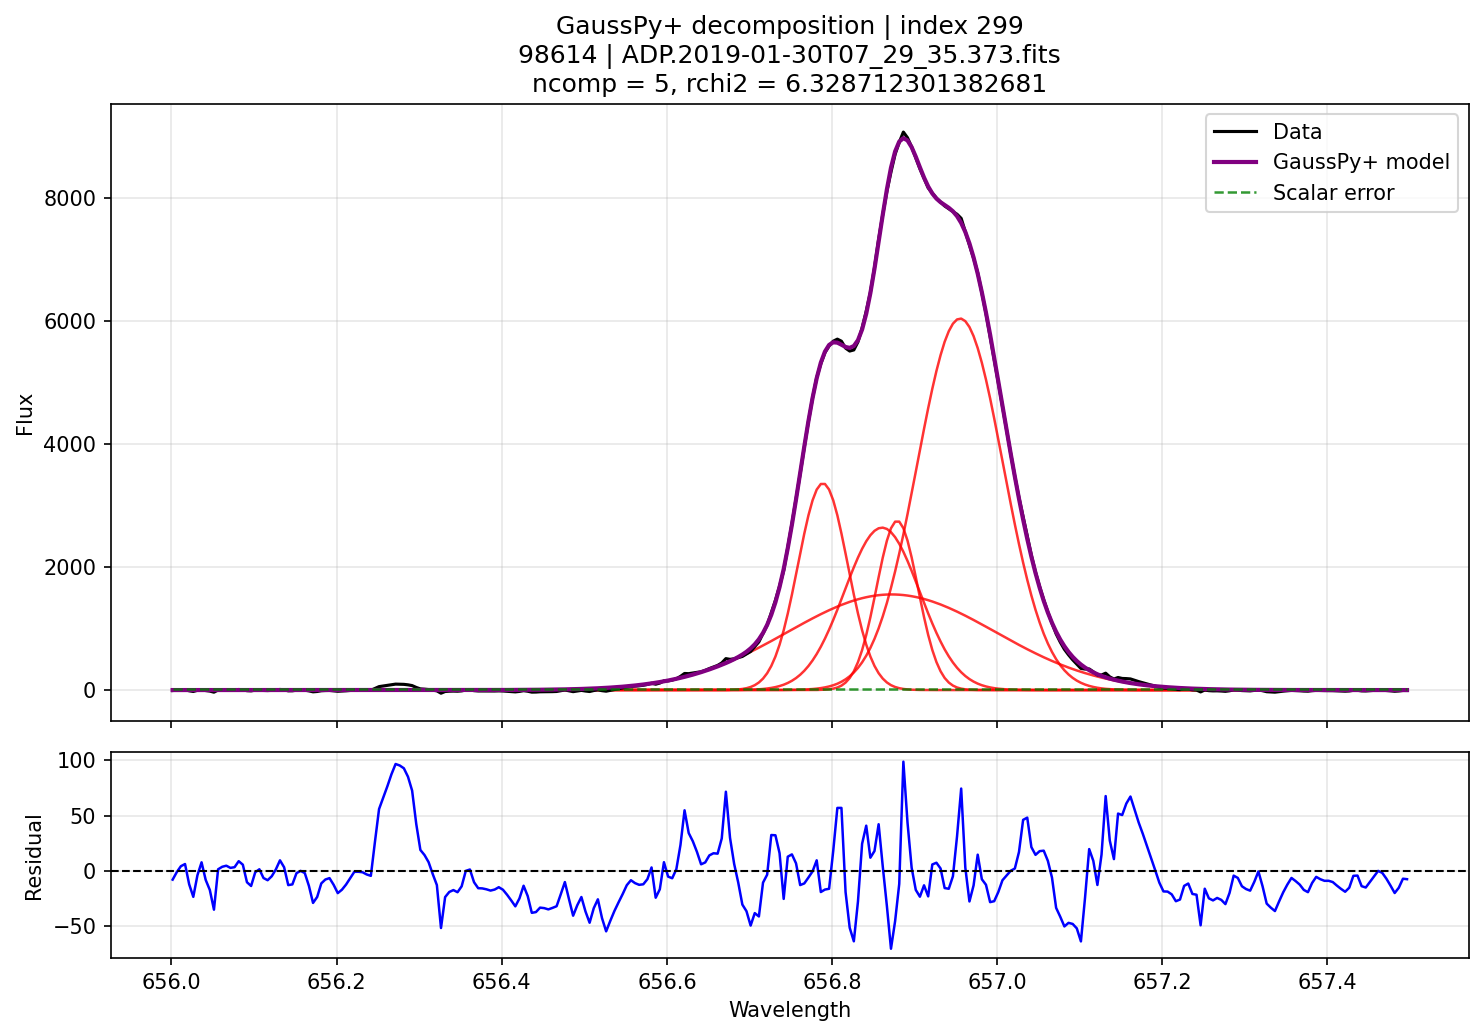 GaussPy+ decomposition | index 299
98614 | ADP.2019-01-30T07_29_35.373.fits
ncomp = 5, rchi2 = 6.328712301382681
Data
GaussPy+ model
Scalar error
Flux
8000
6000
4000
2000
0
Residual
100
50
0
−50
656.0 656.2 656.4 656.6 656.8 657.0 657.2 657.4
Wavelength